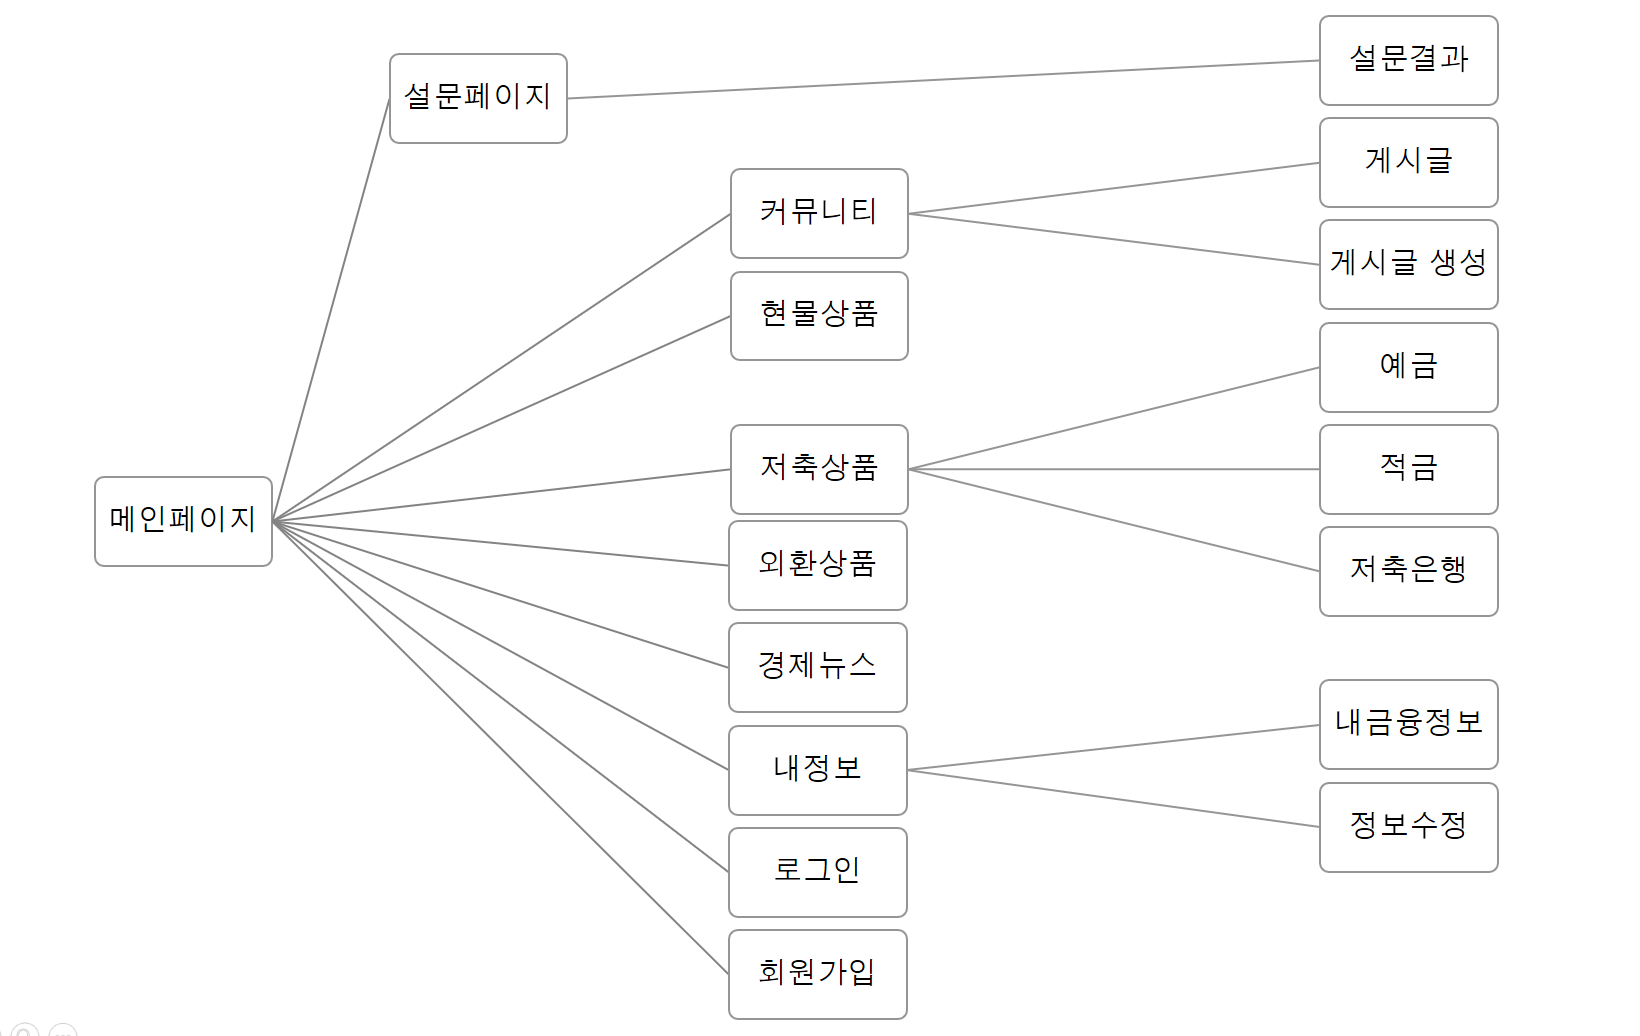 설문페이지
설문결과
게시글
커뮤니티
게시글 생성
현물상품
예금
저축상품
적금
메인페이지
외환상품
저축은행
경제뉴스
내금융정보
내정보
정보수정
로그인
회원가입